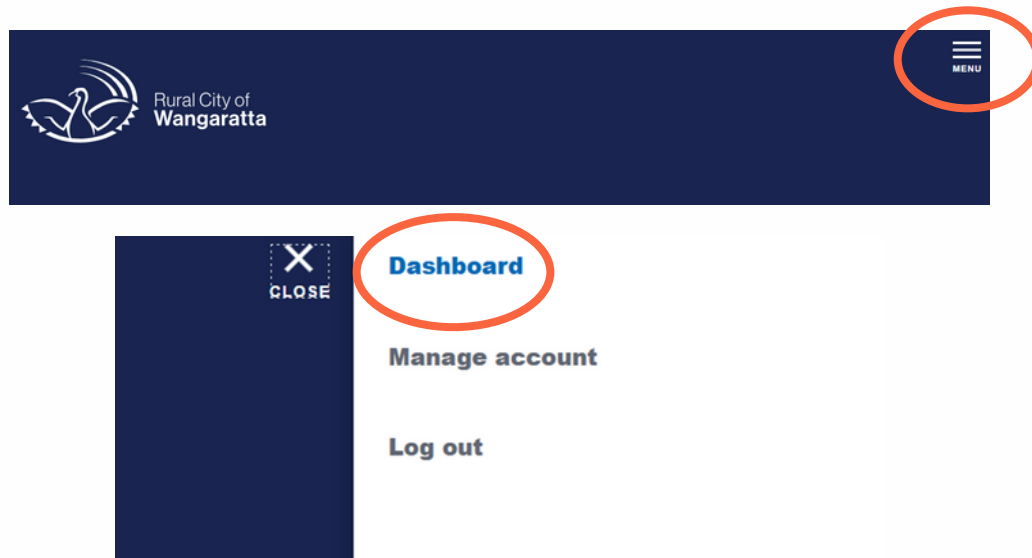 MENU
Rural City of
Wangaratta
CLOSE
Dashboard
Manage account
Log out